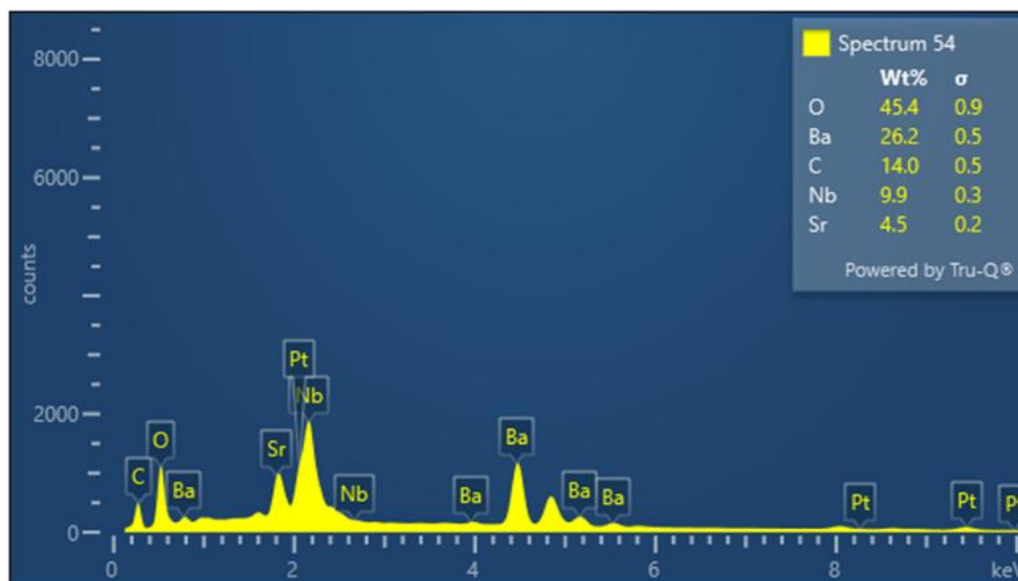 Spectrum 54
Wt% σ
O 45.4 0.9
Ba 26.2 0.5
C 14.0 0.5
Nb 9.9 0.3
Sr 4.5 0.2
Powered by Tru-Q®
8000
6000
counts
2000
0
Pt
Nb
Ba
O
Sr
C
Ba
Nb
Ba
Ba
Ba
Pt
Pt
0 2 4 6 8